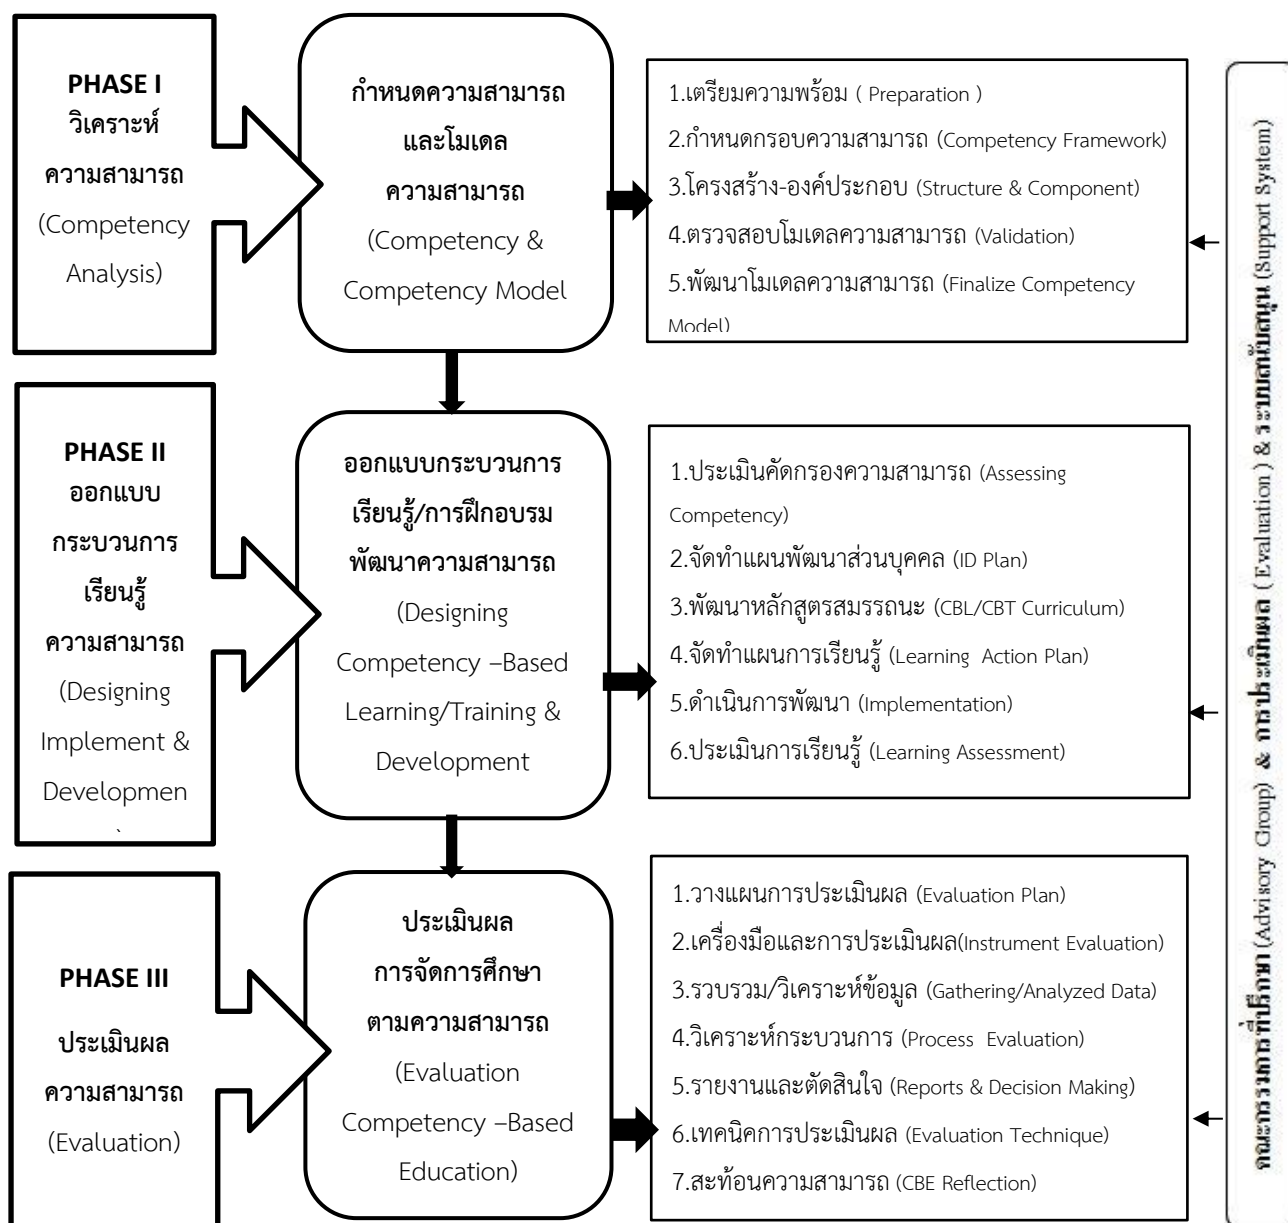 PHASE I
วิเคราะห์
ความสามารถ
(Competency
Analysis)
กำหนดความสามารถ
และโมเดล
ความสามารถ
(Competency &
Competency Model
1.เตรียมความพร้อม ( Preparation )
2.กำหนดกรอบความสามารถ (Competency Framework)
3.โครงสร้าง-องค์ประกอบ (Structure & Component)
4.ตรวจสอบโมเดลความสามารถ (Validation)
5.พัฒนาโมเดลความสามารถ (Finalize Competency
Model)
PHASE II
ออกแบบ
กระบวนการ
เรียนรู้
ความสามารถ
(Designing
Implement &
Developmen
ออกแบบกระบวนการ
เรียนรู้/การฝึกอบรม
พัฒนาความสามารถ
(Designing
Competency –Based
Learning/Training &
Development
1.ประเมินคัดกรองความสามารถ (Assessing
Competency)
2.จัดทำแผนพัฒนาส่วนบุคคล (ID Plan)
3.พัฒนาหลักสูตรสมรรถนะ (CBL/CBT Curriculum)
4.จัดทำแผนการเรียนรู้ (Learning Action Plan)
5.ดำเนินการพัฒนา (Implementation)
6.ประเมินการเรียนรู้ (Learning Assessment)
PHASE III
ประเมินผล
ความสามารถ
(Evaluation)
ประเมินผล
การจัดการศึกษา
ตามความสามารถ
(Evaluation
Competency –Based
Education)
1.วางแผนการประเมินผล (Evaluation Plan)
2.เครื่องมือและการประเมินผล(Instrument Evaluation)
3.รวบรวม/วิเคราะห์ข้อมูล (Gathering/Analyzed Data)
4.วิเคราะห์กระบวนการ (Process Evaluation)
5.รายงานและตัดสินใจ (Reports & Decision Making)
6.เทคนิคการประเมินผล (Evaluation Technique)
7.สะท้อนความสามารถ (CBE Reflection)
คณะกรรมการที่ปรึกษา (Advisory Group) & การประเมินผล ( Evaluation ) & ระบบสนับสนุน (Support System)